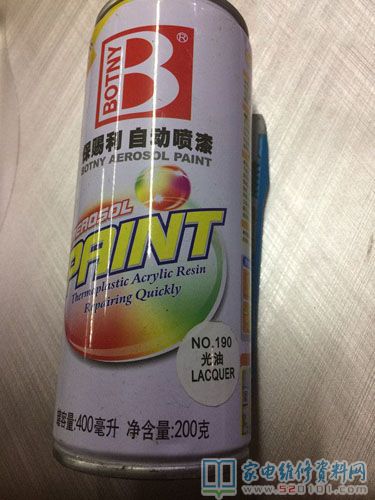 BOTNY
B
®
保赐利 自动喷漆
BOTNY AEROSOL PAINT
AEROSOL
PAINT
Thermoplastic Acrylic Resin
Repairing Quickly
NO.190
光油
LACQUER
罐容量:400毫升 净含量:200克
家电维修资料网
www.520101.com